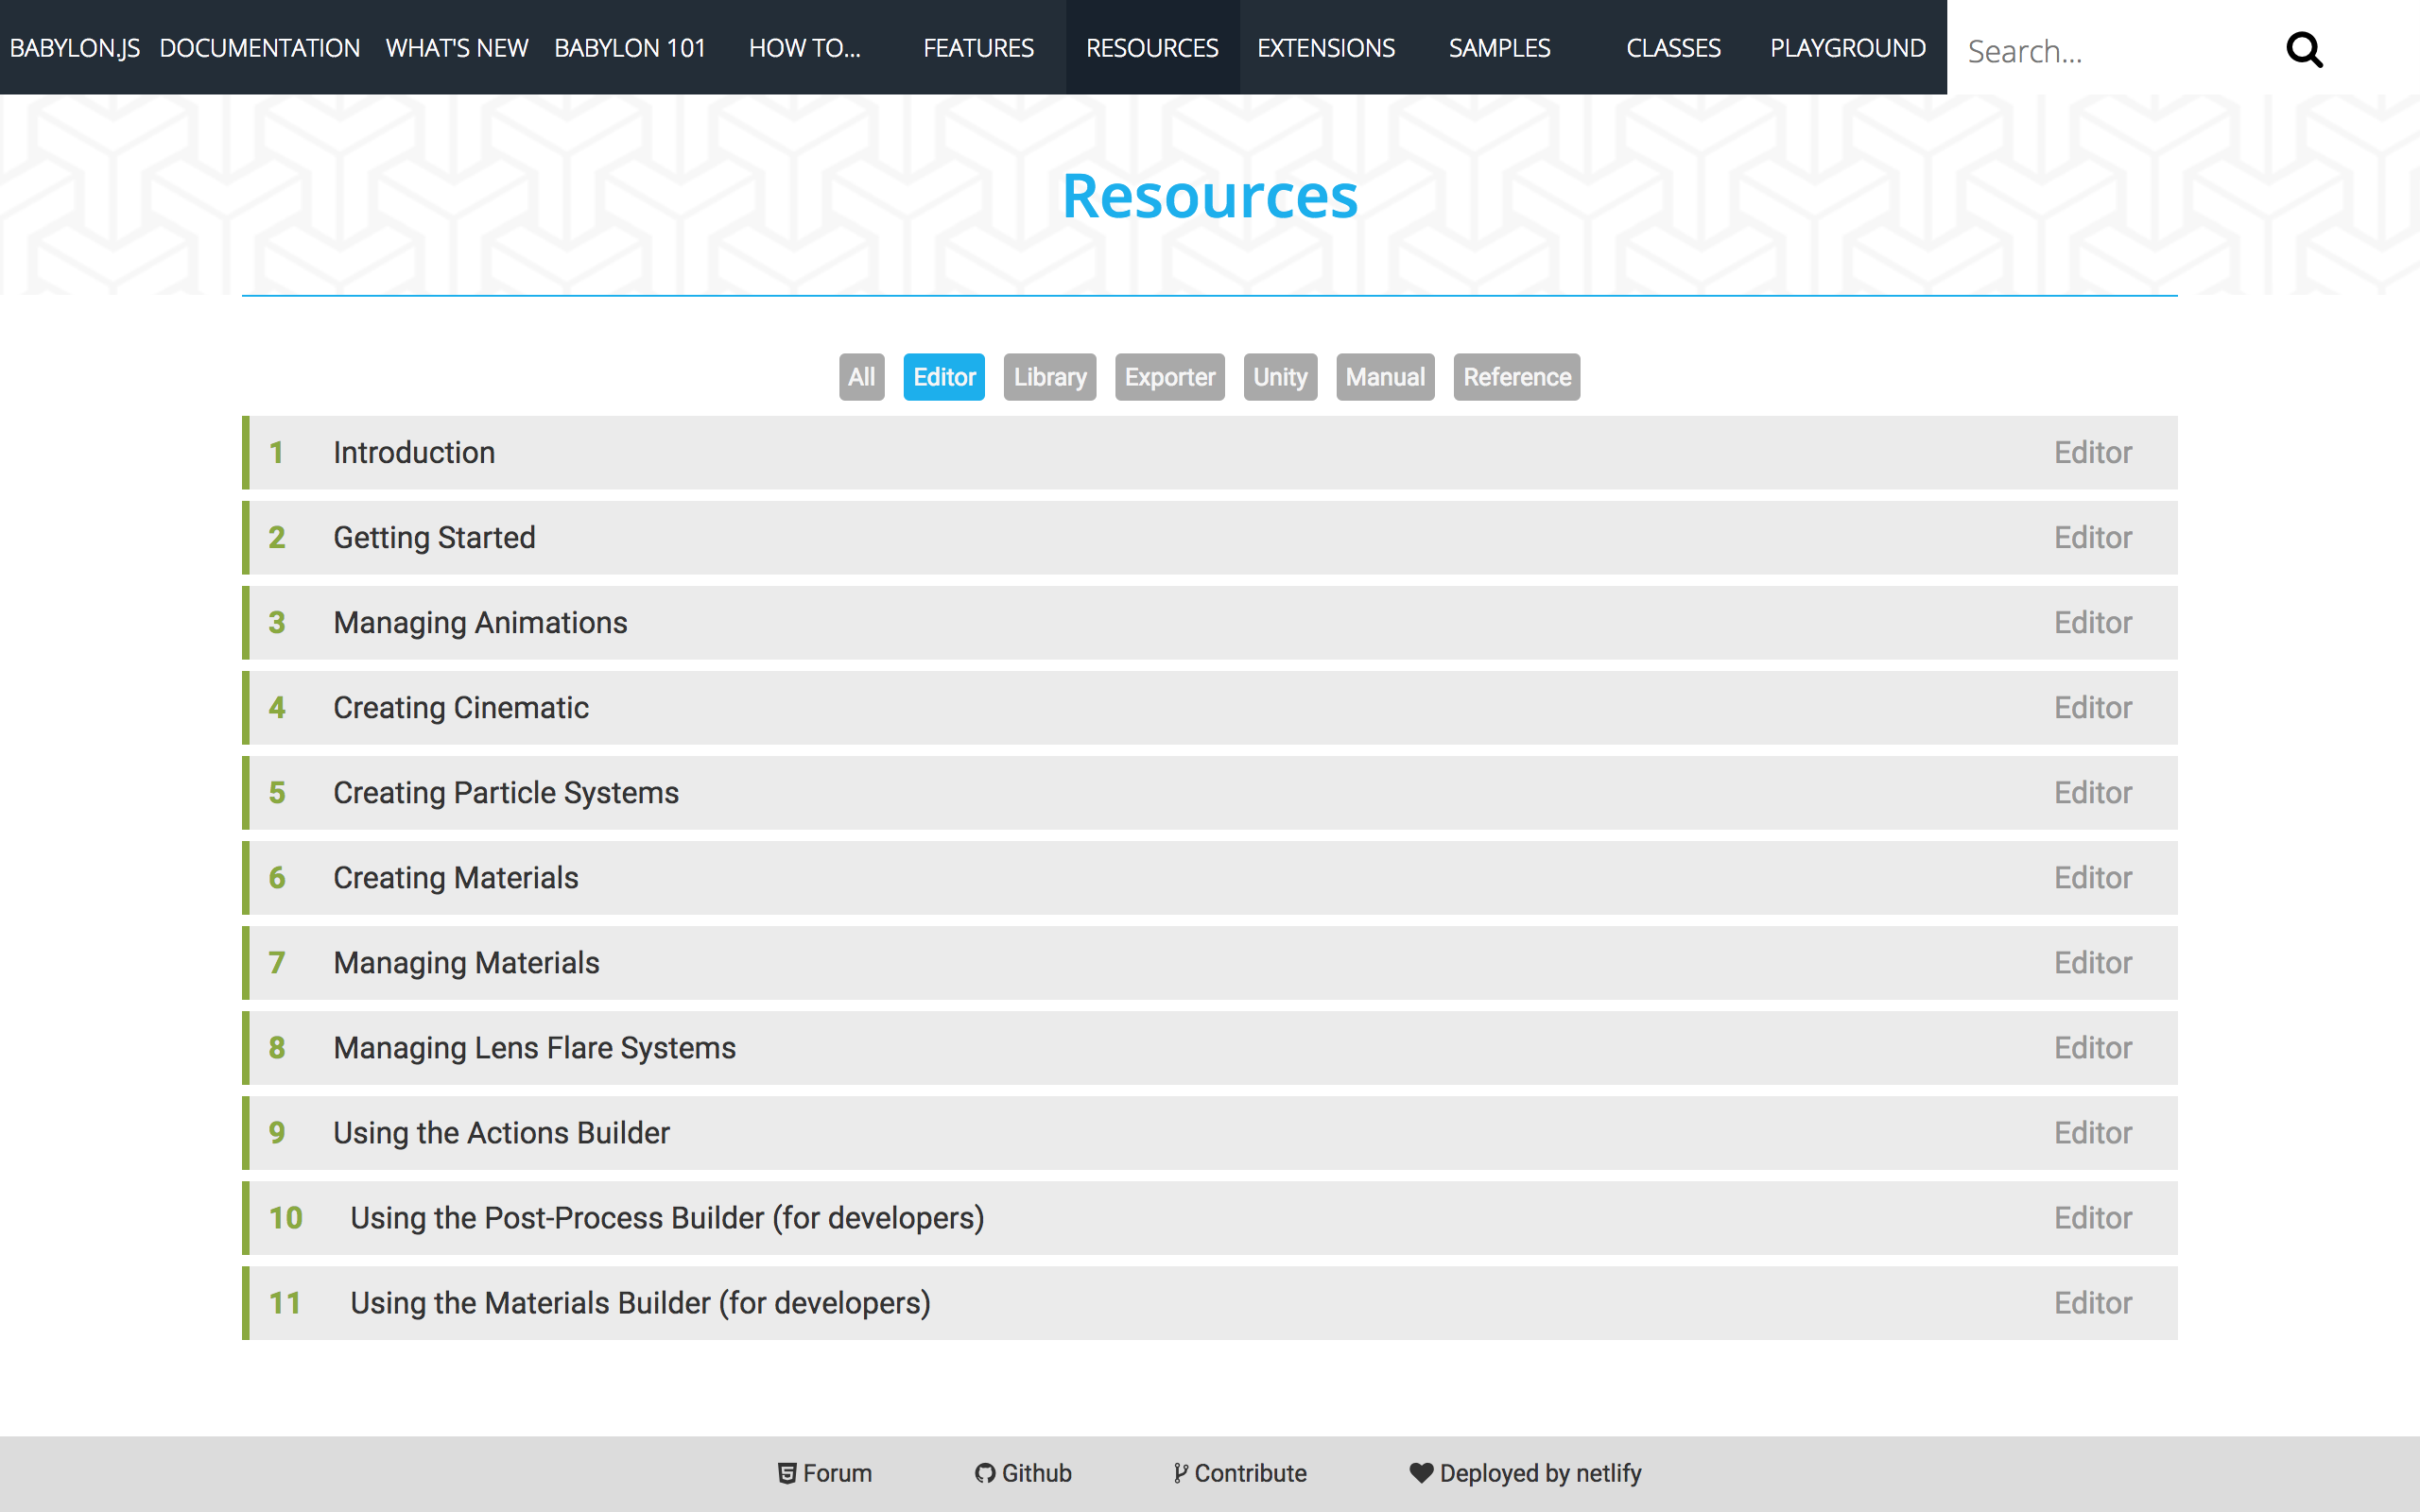 BABYLON.JS DOCUMENTATION WHAT'S NEW BABYLON 101 HOW TO... FEATURES RESOURCES EXTENSIONS SAMPLES CLASSES PLAYGROUND Search...
Resources
All Editor Library Exporter Unity Manual Reference
1 Introduction Editor
2 Getting Started Editor
3 Managing Animations Editor
4 Creating Cinematic Editor
5 Creating Particle Systems Editor
6 Creating Materials Editor
7 Managing Materials Editor
8 Managing Lens Flare Systems Editor
9 Using the Actions Builder Editor
10 Using the Post-Process Builder (for developers) Editor
11 Using the Materials Builder (for developers) Editor
Forum Github Contribute Deployed by netlify